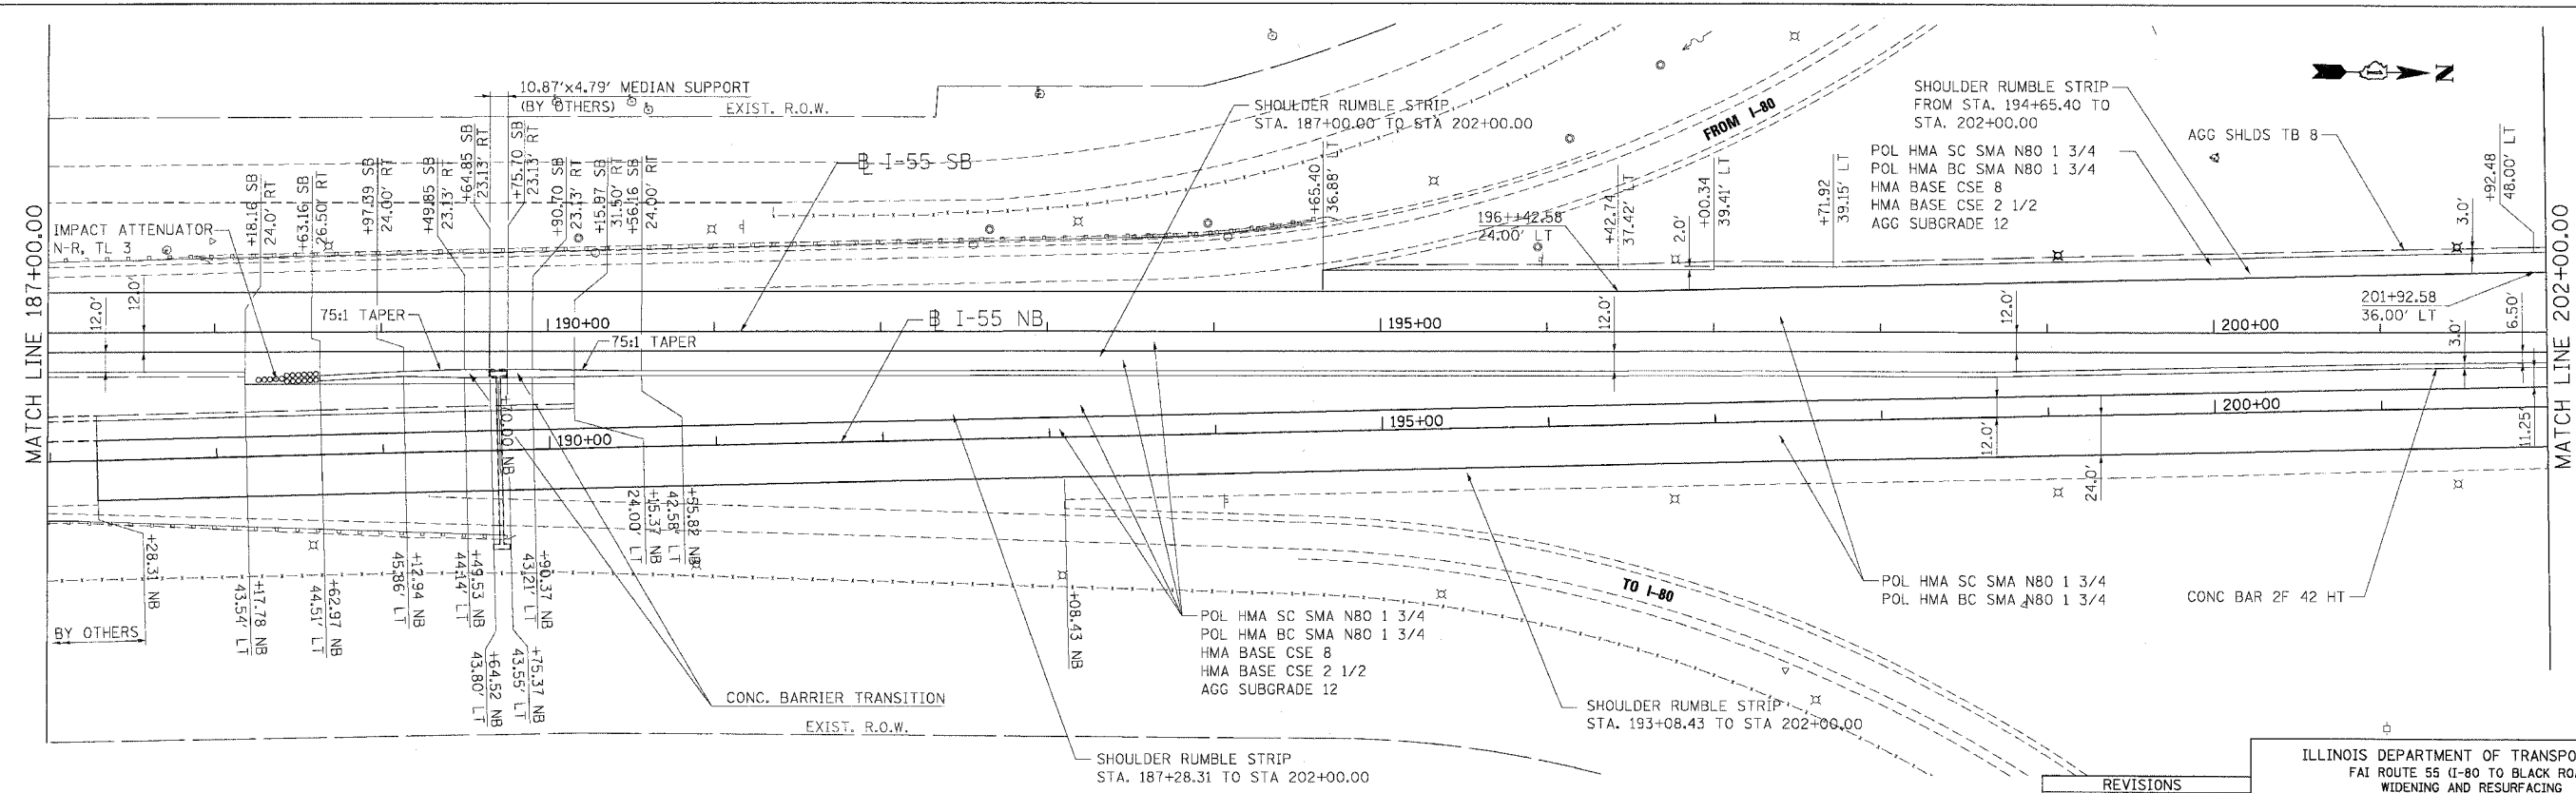 MATCH LINE 187+00.00
10.87'x4.79' MEDIAN SUPPORT
(BY OTHERS)
EXIST. R.O.W.
IMPACT ATTENUATOR
N-R, TL 3
+18.16 SB
24.0' RT
+63.16 SB
26.50' RT
+97.39 SB
24.00' RT
+49.85 SB
23.13' RT
+64.85 SB
23.13' RT
+75.70 SB
23.13' RT
+90.70 SB
23.13' RT
+15.97 SB
31.50' RT
+56.16 SB
24.00' RT
SHOULDER RUMBLE STRIP
STA. 187+00.00 TO STA 202+00.00
BL I-55 SB
FROM I-80
+65.40
36.88' LT
196++42.58
24.00' LT
+42.74
37.42' LT
2.0'
+00.34
39.41' LT
+71.92
39.15' LT
SHOULDER RUMBLE STRIP
FROM STA. 194+65.40 TO
STA. 202+00.00
POL HMA SC SMA N80 1 3/4
POL HMA BC SMA N80 1 3/4
HMA BASE CSE 8
HMA BASE CSE 2 1/2
AGG SUBGRADE 12
AGG SHLDS TB 8
N
3.0'
+92.48
48.00' LT
MATCH LINE 202+00.00
12.0'
12.0'
75:1 TAPER
190+00
75:1 TAPER
BL I-55 NB
195+00
12.0'
12.0'
200+00
201+92.58
36.00' LT
3.0'
6.50'
190+00
195+00
12.0'
200+00
24.0'
11.25'
+70.00 NB
BY OTHERS
+28.31 NB
+17.78 NB
43.54' LT
+62.97 NB
44.51' LT
+12.94 NB
45.86' LT
+49.53 NB
44.14' LT
+64.52 NB
43.80' LT
+75.37 NB
43.55' LT
+90.37 NB
43.21' LT
+15.37 NB
24.00' LT
+55.82 NB
42.58' LT
+08.43 NB
CONC. BARRIER TRANSITION
EXIST. R.O.W.
SHOULDER RUMBLE STRIP
STA. 187+28.31 TO STA 202+00.00
POL HMA SC SMA N80 1 3/4
POL HMA BC SMA N80 1 3/4
HMA BASE CSE 8
HMA BASE CSE 2 1/2
AGG SUBGRADE 12
TO I-80
SHOULDER RUMBLE STRIP
STA. 193+08.43 TO STA 202+00.00
POL HMA SC SMA N80 1 3/4
POL HMA BC SMA N80 1 3/4
CONC BAR 2F 42 HT
REVISIONS
ILLINOIS DEPARTMENT OF TRANSPO
FAI ROUTE 55 (I-80 TO BLACK RO
WIDENING AND RESURFACING